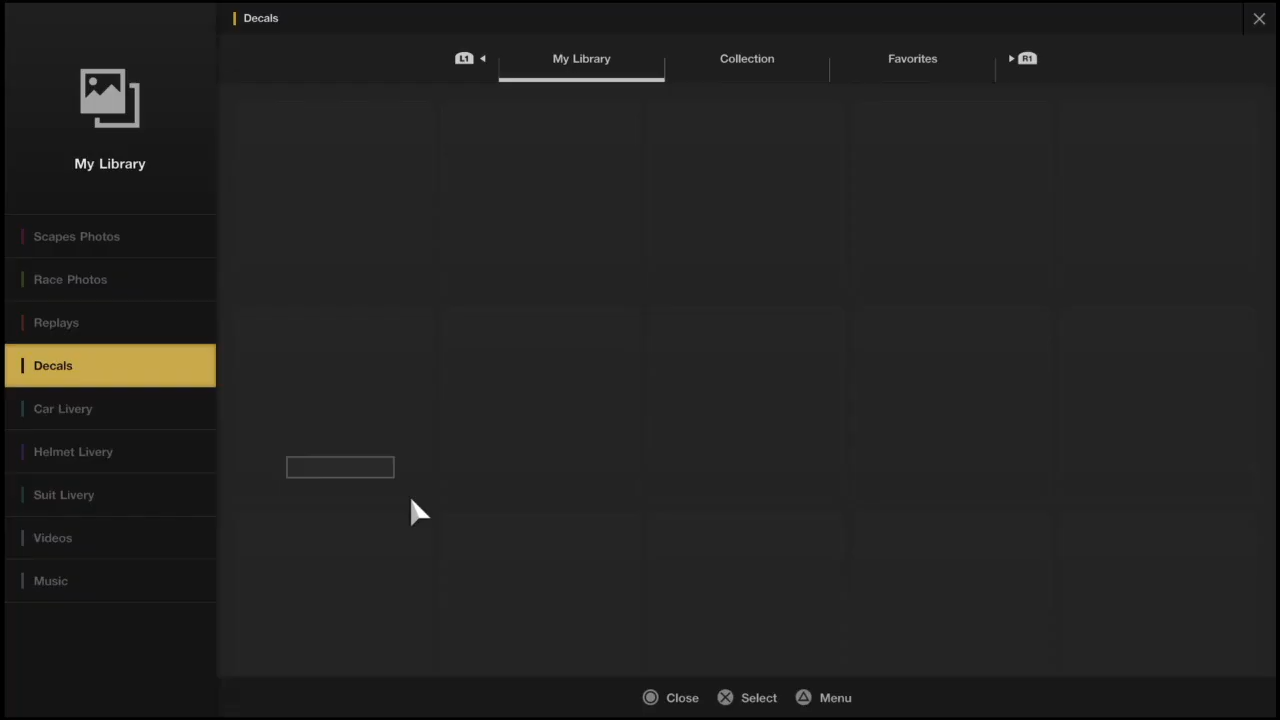 Decals
L1
My Library
Collection
Favorites
R1
My Library
Scapes Photos
Race Photos
Replays
Decals
Car Livery
Helmet Livery
Suit Livery
Videos
Music
Close
Select
Menu